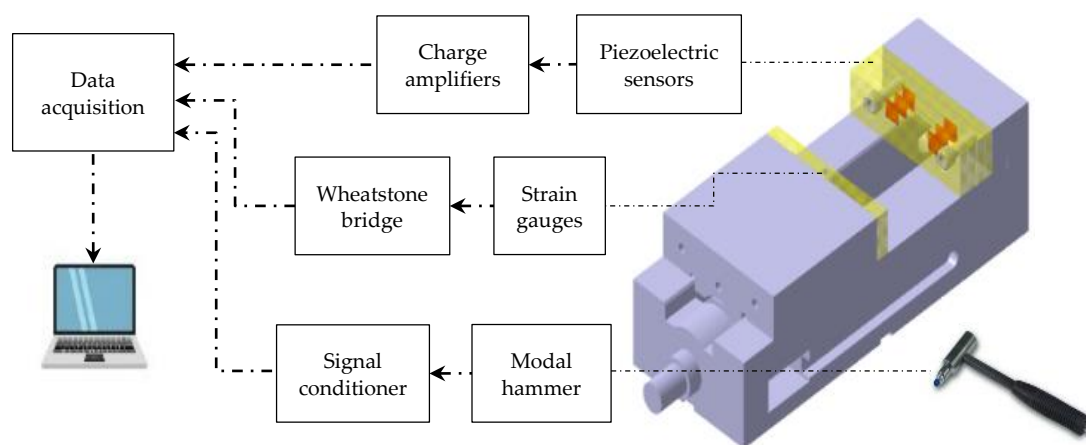 Data
acquisition
Charge
amplifiers
Piezoelectric
sensors
Wheatstone
bridge
Strain
gauges
Signal
conditioner
Modal
hammer